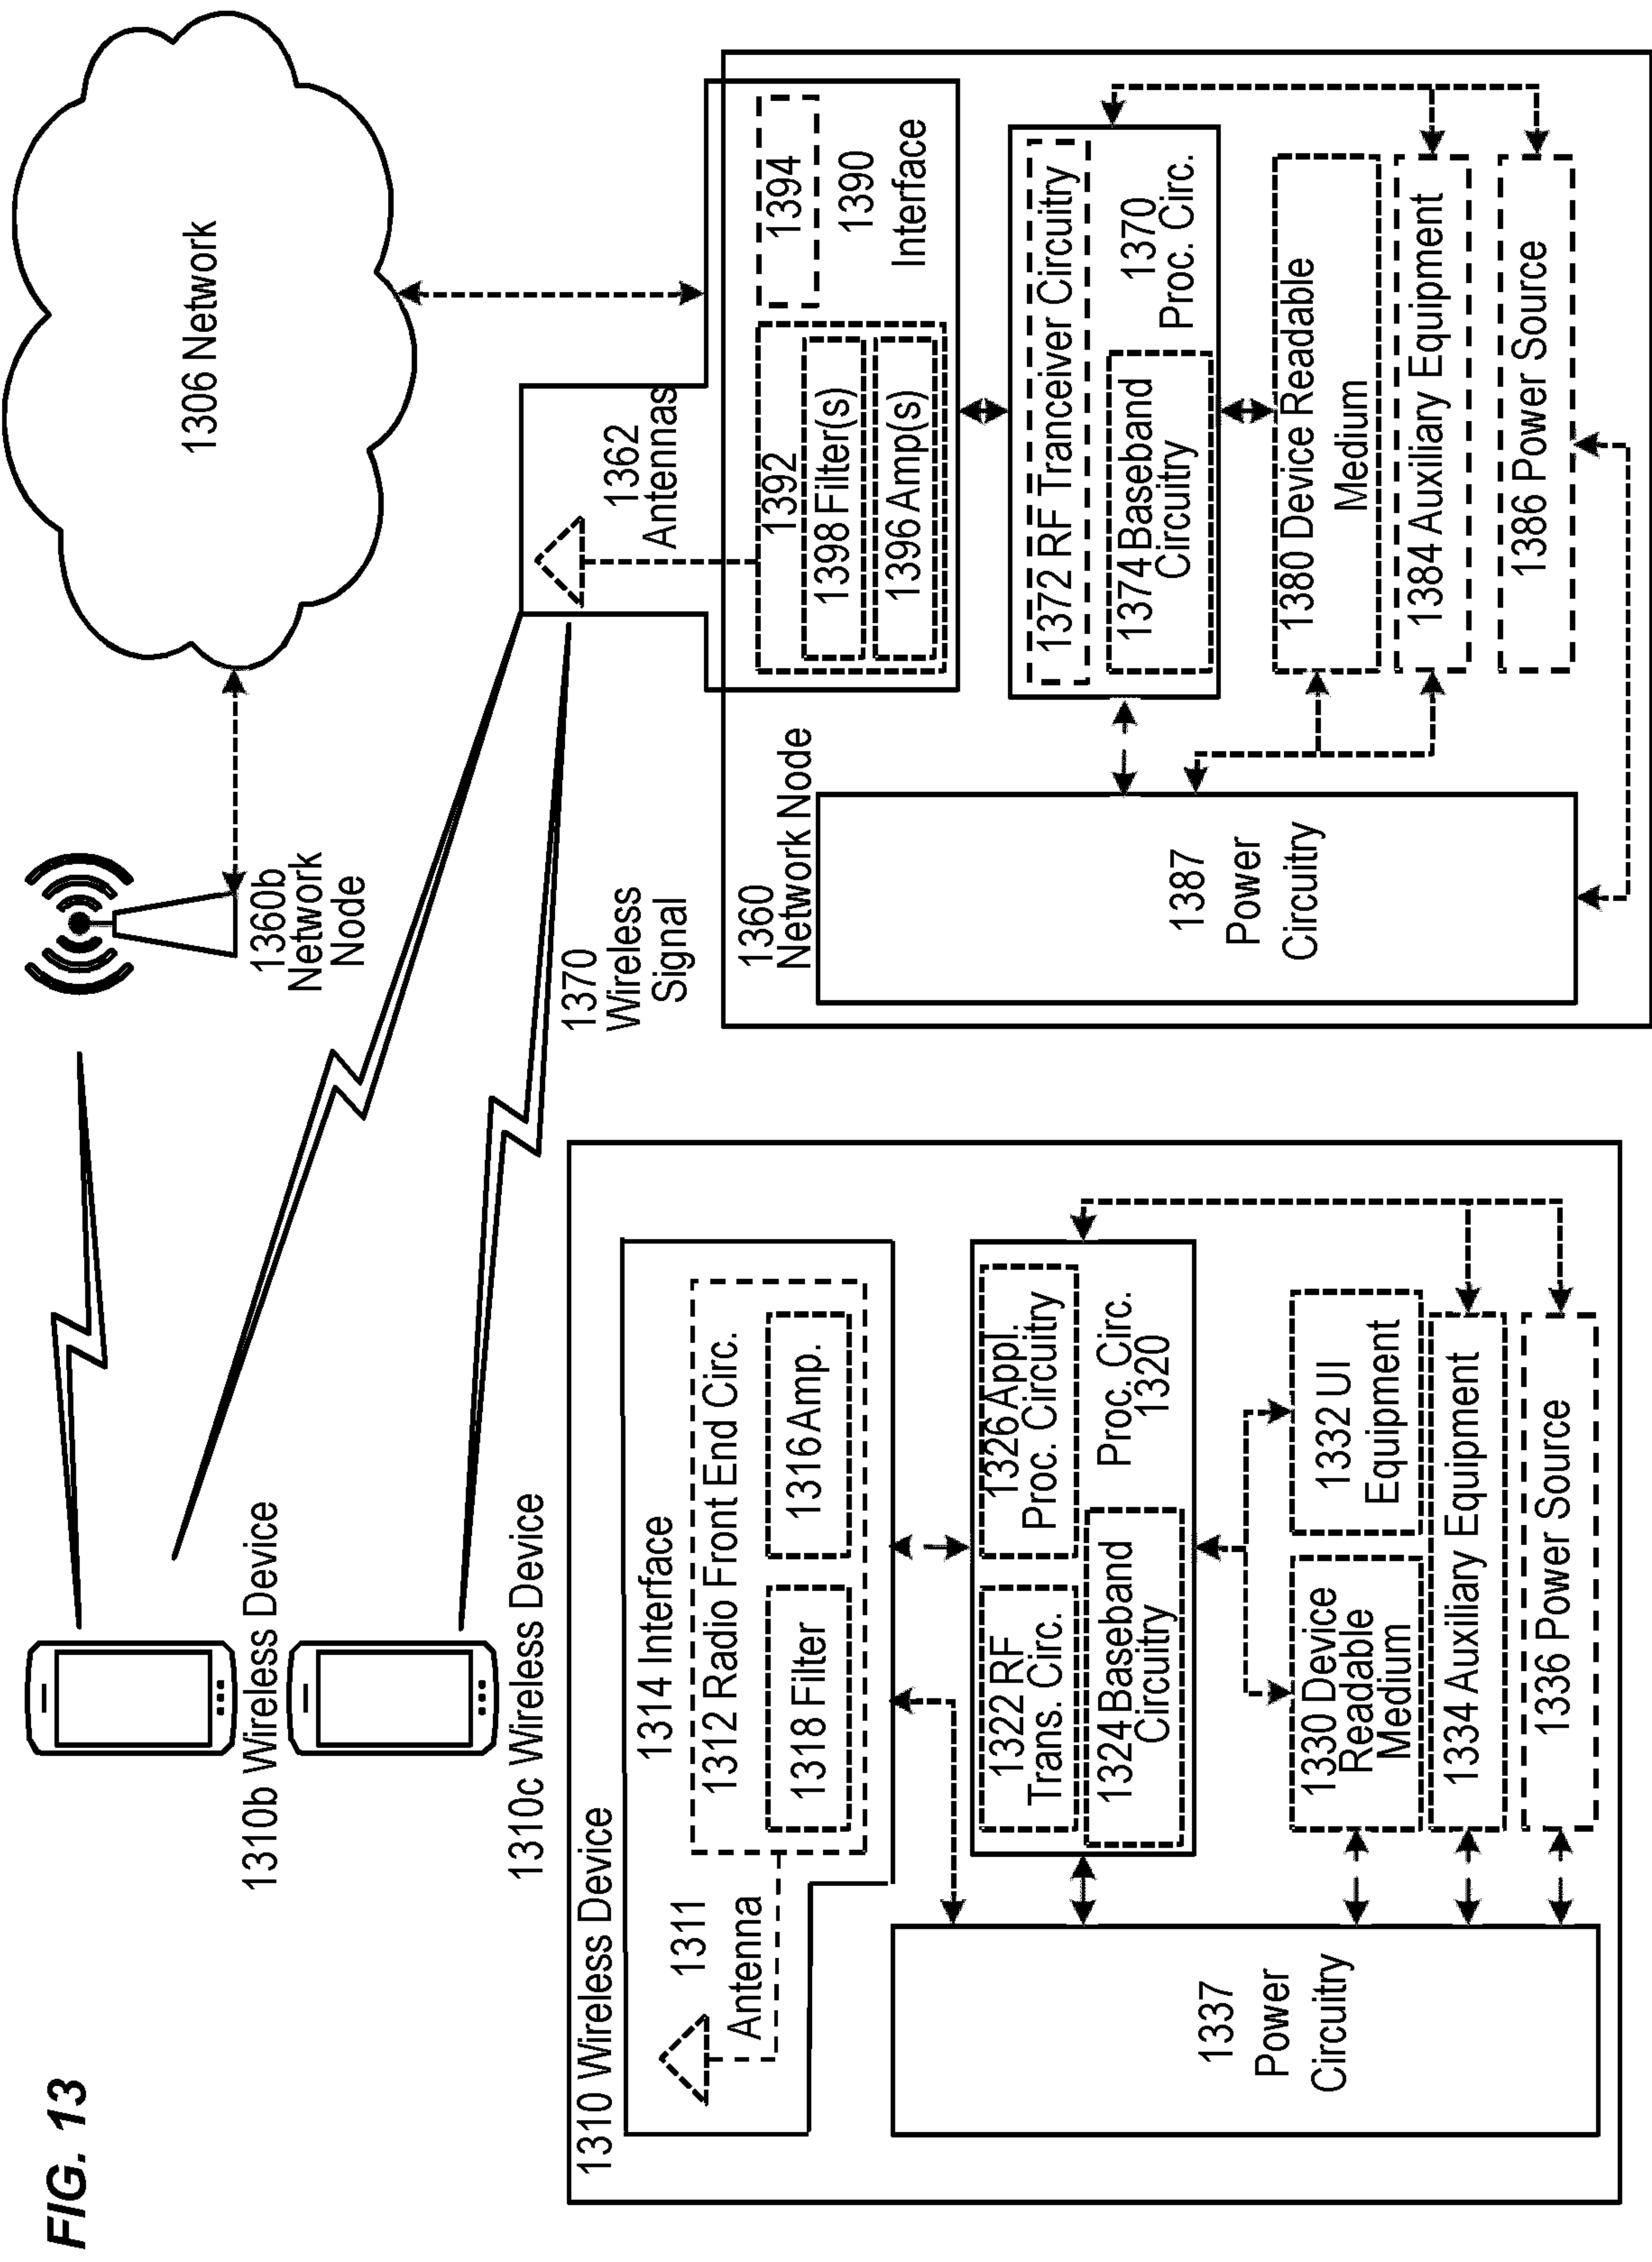 FIG. 13
1310b Wireless Device
1310c Wireless Device
1360b
Network
Node
1306 Network
1310 Wireless Device
1314 Interface
1311
Antenna
1312 Radio Front End Circ.
1318 Filter
1316 Amp.
1337
Power
Circuitry
1322 RF
Trans. Circ.
1326 Appl.
Proc. Circuitry
1324 Baseband
Circuitry
Proc. Circ.
1320
1330 Device
Readable
Medium
1332 UI
Equipment
1334 Auxiliary Equipment
1336 Power Source
1370
Wireless
Signal
1362
Antennas
1360
Network Node
1392
1398 Filter(s)
1396 Amp(s)
1394
1390
Interface
1387
Power
Circuitry
1372 RF Tranceiver Circuitry
1374 Baseband
Circuitry
1370
Proc. Circ.
1380 Device Readable
Medium
1384 Auxiliary Equipment
1386 Power Source